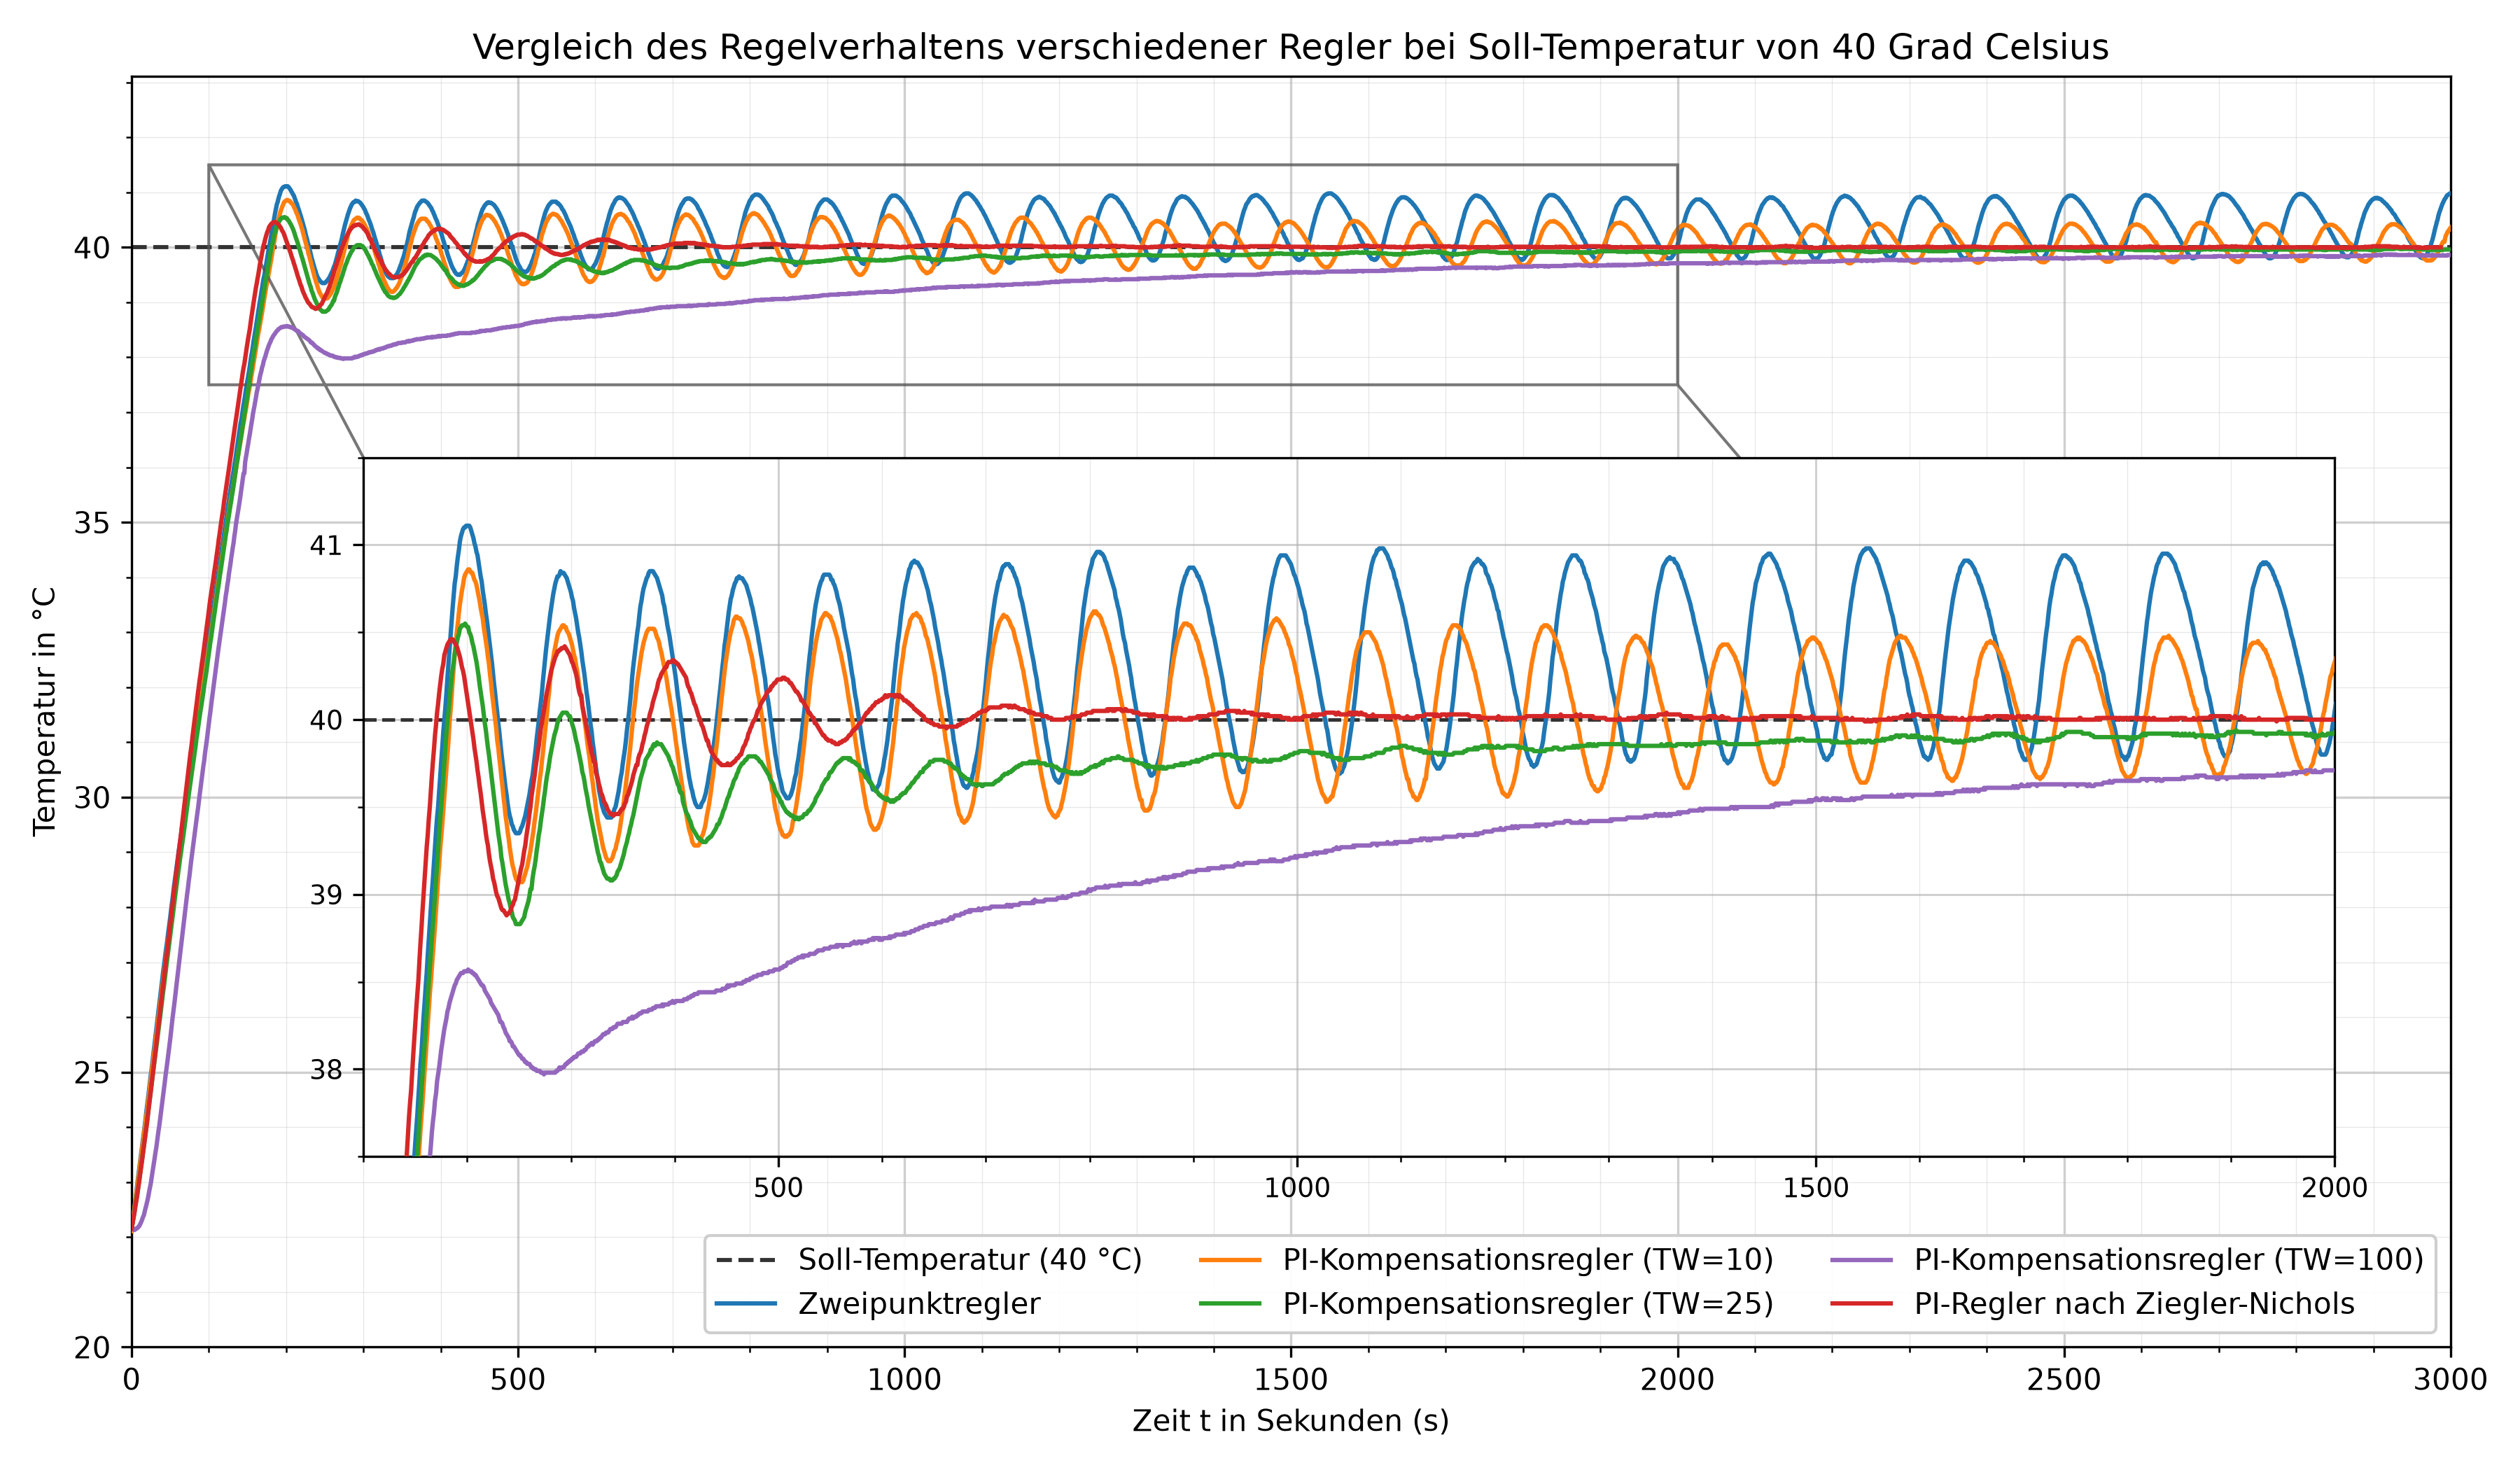 Vergleich des Regelverhaltens verschiedener Regler bei Soll-Temperatur von 40 Grad Celsius
Temperatur in °C
40
35
30
25
20
41
40
39
38
500
1000
1500
2000
Soll-Temperatur (40 °C)
Zweipunktregler
PI-Kompensationsregler (TW=10)
PI-Kompensationsregler (TW=25)
PI-Kompensationsregler (TW=100)
PI-Regler nach Ziegler-Nichols
0
500
1000
1500
2000
2500
3000
Zeit t in Sekunden (s)